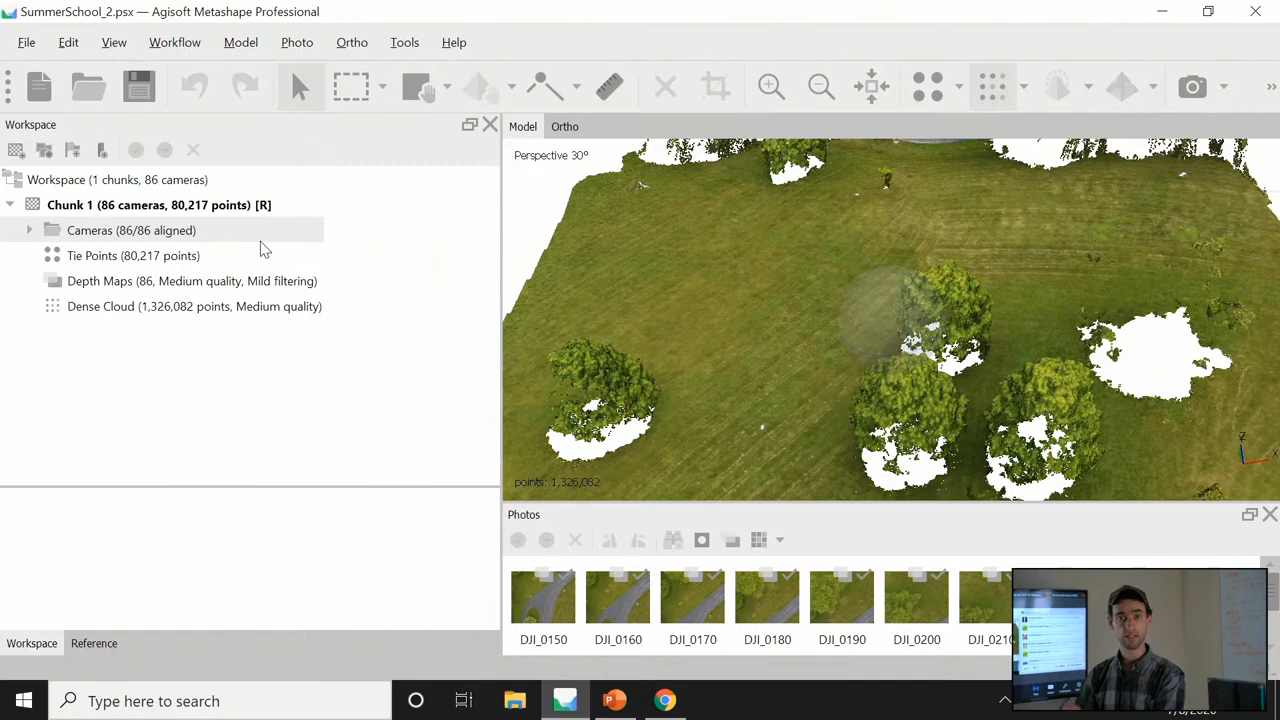 SummerSchool_2.psx — Agisoft Metashape Professional
File Edit View Workflow Model Photo Ortho Tools Help
»
Workspace
Workspace (1 chunks, 86 cameras)
Chunk 1 (86 cameras, 80,217 points) [R]
Cameras (86/86 aligned)
Tie Points (80,217 points)
Depth Maps (86, Medium quality, Mild filtering)
Dense Cloud (1,326,082 points, Medium quality)
Workspace Reference
Model Ortho
Perspective 30°
Z
X
points: 1,326,082
Photos
DJI_0150 DJI_0160 DJI_0170 DJI_0180 DJI_0190 DJI_0200 DJI_0210
Type here to search